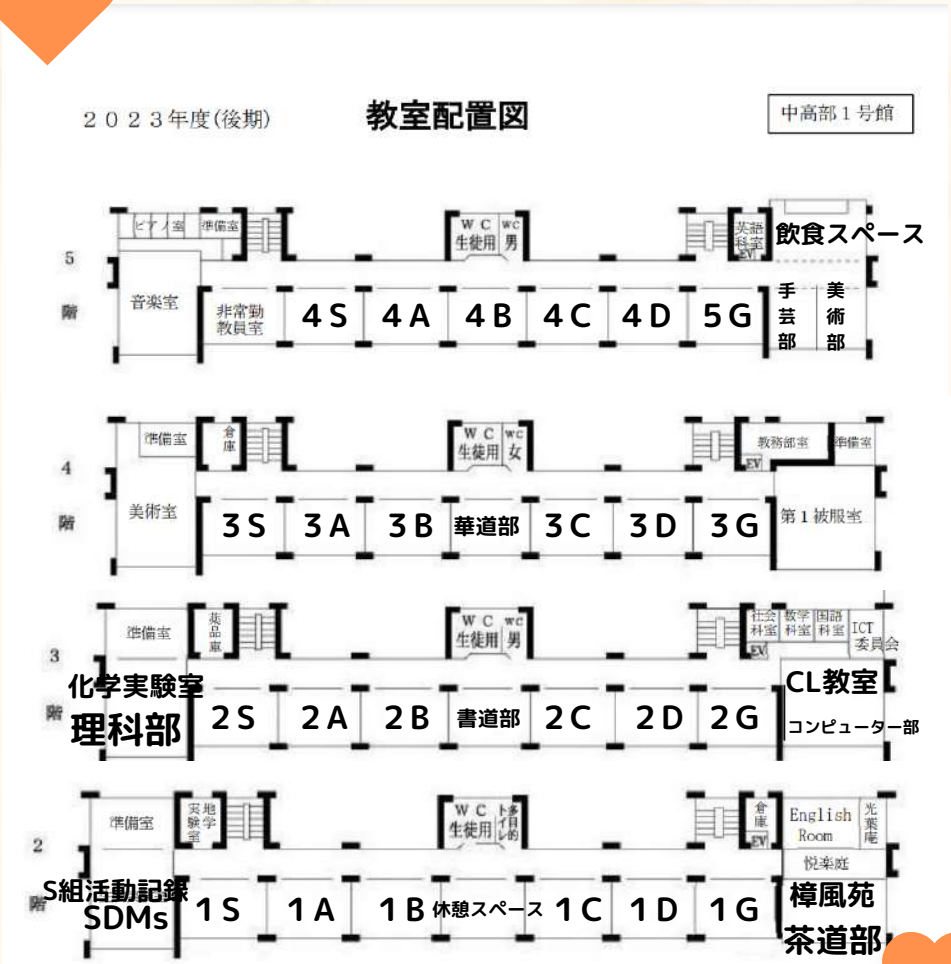 2023年度(後期)
教室配置図
中高部1号館
5階
ピアノ室
準備室
WC 生徒用
WC 男
英語科室
EV
飲食スペース
音楽室
非常勤教員室
4S
4A
4B
4C
4D
5G
手芸部
美術部
4階
準備室
倉庫
WC 生徒用
WC 女
教務部室
準備室
EV
美術室
3S
3A
3B
華道部
3C
3D
3G
第1被服室
3階
準備室
薬品庫
WC 生徒用
WC 男
社会科室
数学科室
国語科室
ICT委員会
EV
化学実験室
理科部
2S
2A
2B
書道部
2C
2D
2G
CL教室
コンピューター部
2階
準備室
地学実験室
WC 生徒用
多目的トイレ
倉庫
EV
English Room
光葉庵
悦楽庭
S組活動記録
SDMs
1S
1A
1B
休憩スペース
1C
1D
1G
樟風苑
茶道部